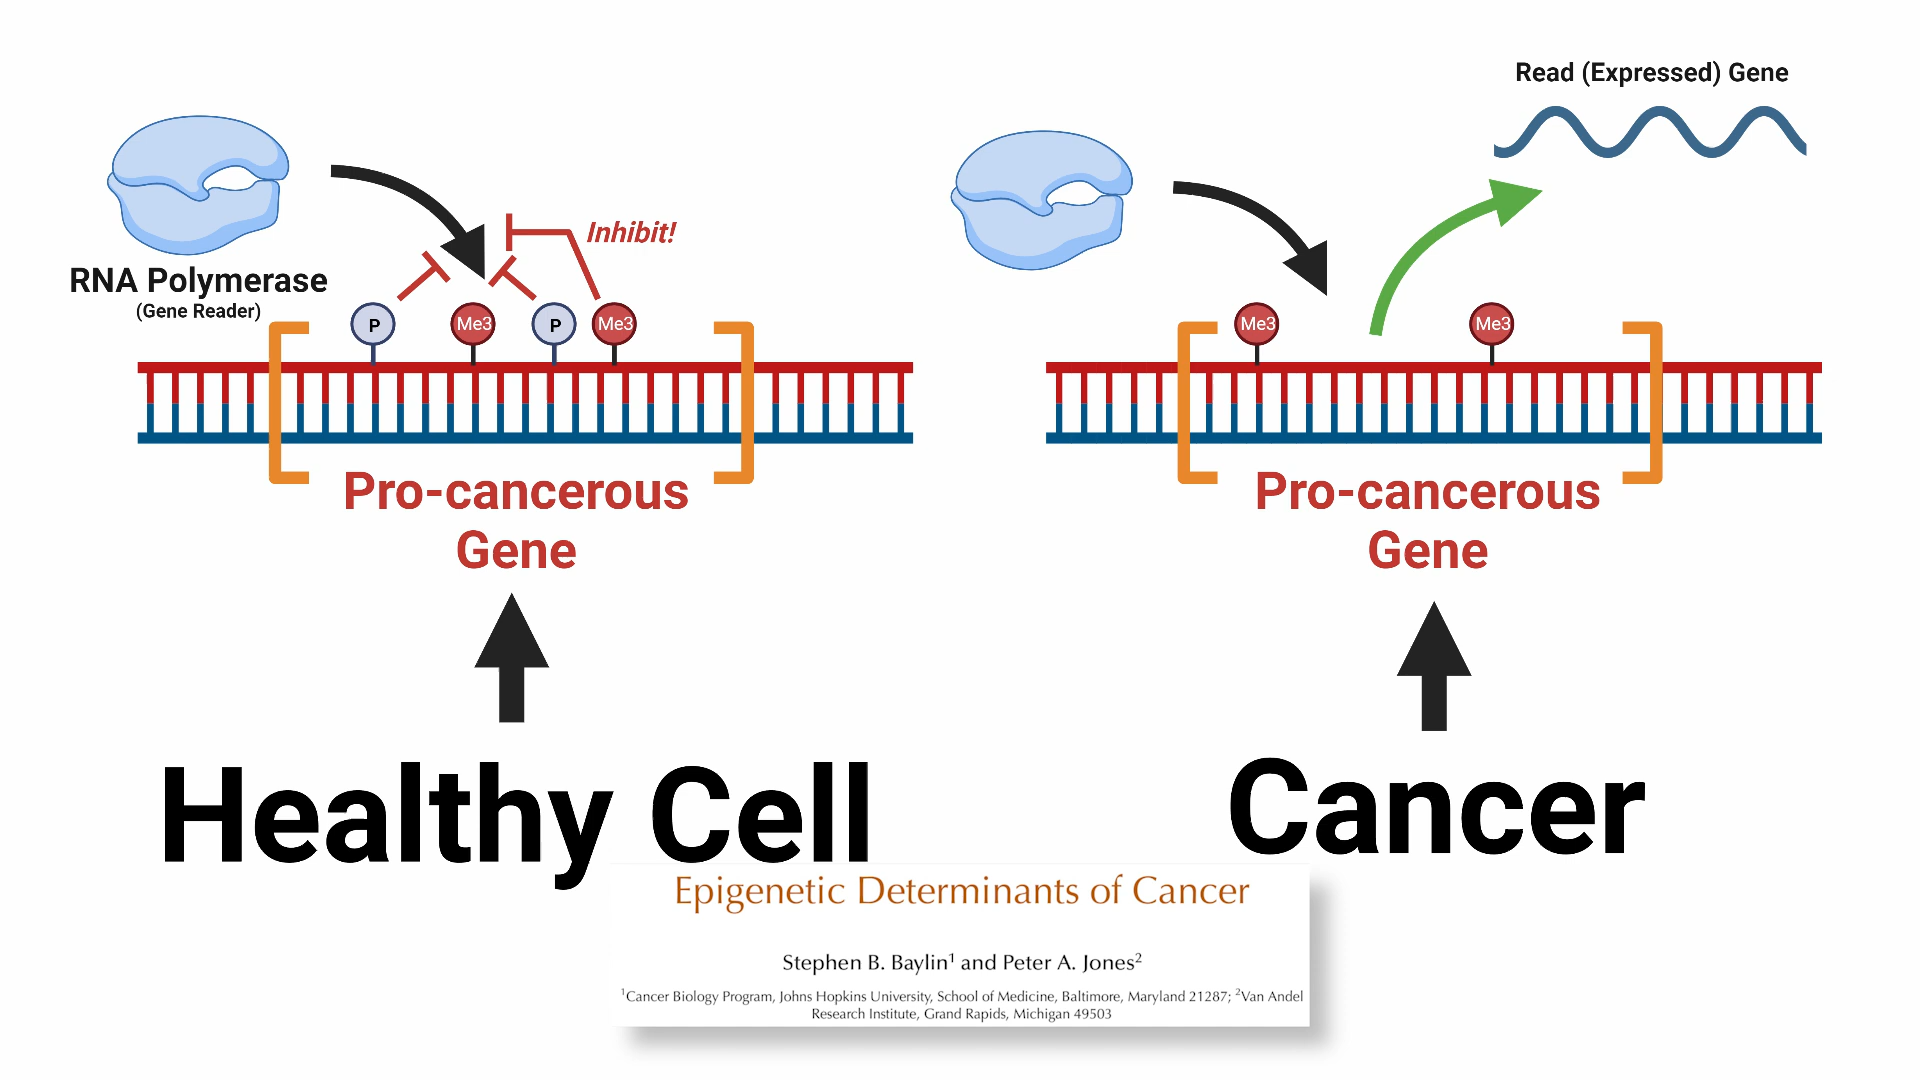 Read (Expressed) Gene
Inhibit!
RNA Polymerase
(Gene Reader)
P
Me3
P
Me3
Me3
Me3
Pro-cancerous
Gene
Pro-cancerous
Gene
Healthy Cell
Cancer
Epigenetic Determinants of Cancer
Stephen B. Baylin1 and Peter A. Jones2
1Cancer Biology Program, Johns Hopkins University, School of Medicine, Baltimore, Maryland 21287; 2Van Andel
Research Institute, Grand Rapids, Michigan 49503